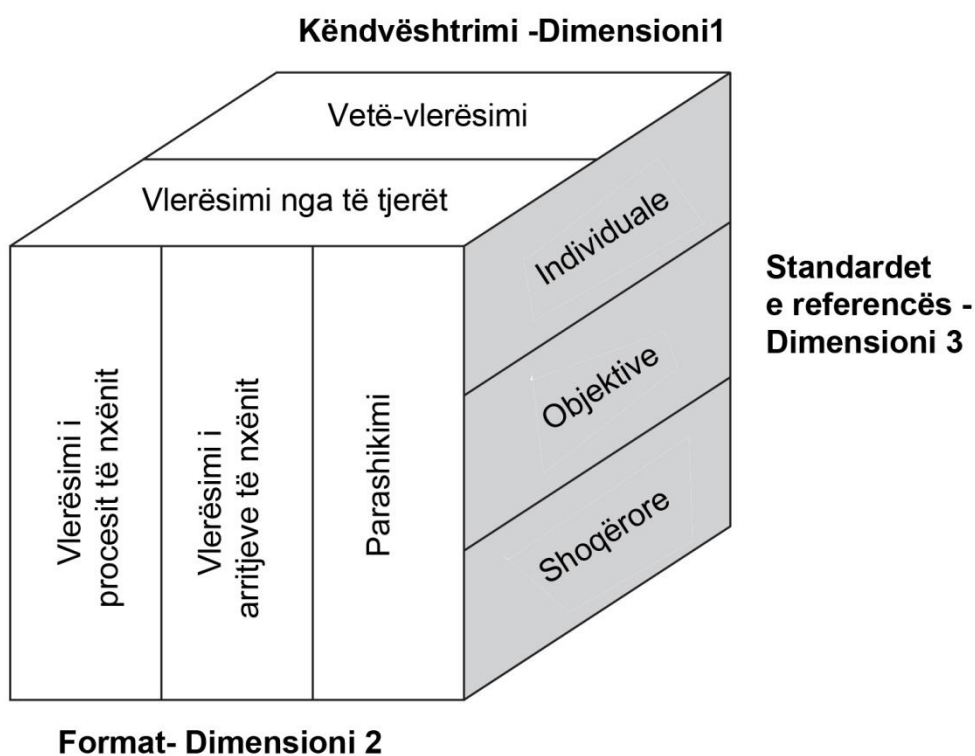 Këndvështrimi -Dimensioni1
Vetë-vlerësimi
Vlerësimi nga të tjerët
Individuale
Objektive
Shoqërore
Standardet
e referencës -
Dimensioni 3
Vlerësimi i
procesit të nxënit
Vlerësimi i
arritjeve të nxënit
Parashikimi
Format- Dimensioni 2